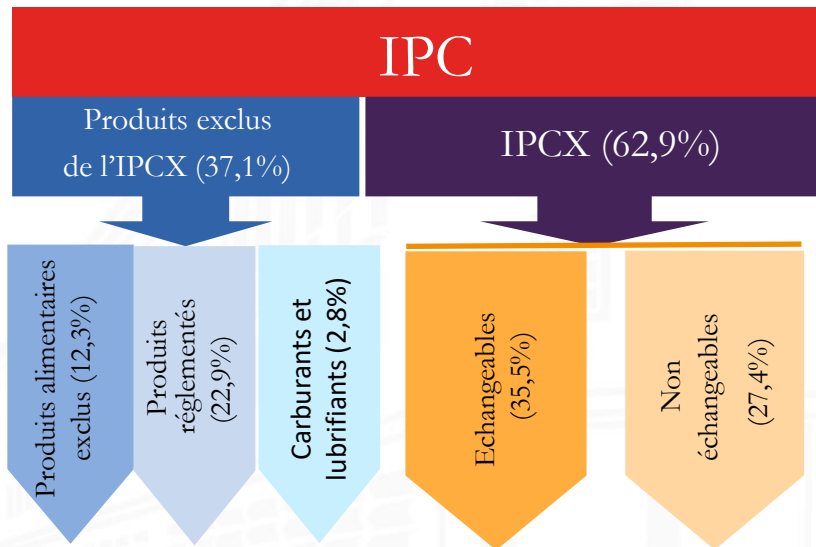 IPC
Produits exclus
de l’IPCX (37,1%)
IPCX (62,9%)
Produits alimentaires
exclus (12,3%)
Produits
réglementés
(22,9%)
Carburants et
lubrifiants (2,8%)
Echangeables
(35,5%)
Non
échangeables
(27,4%)